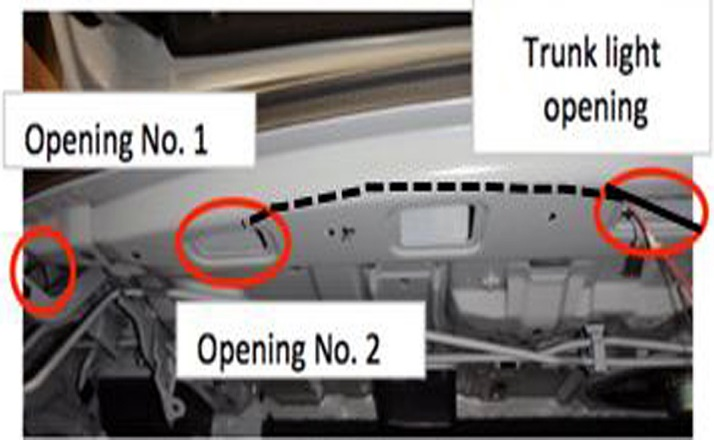 Trunk light
opening
Opening No. 1
Opening No. 2